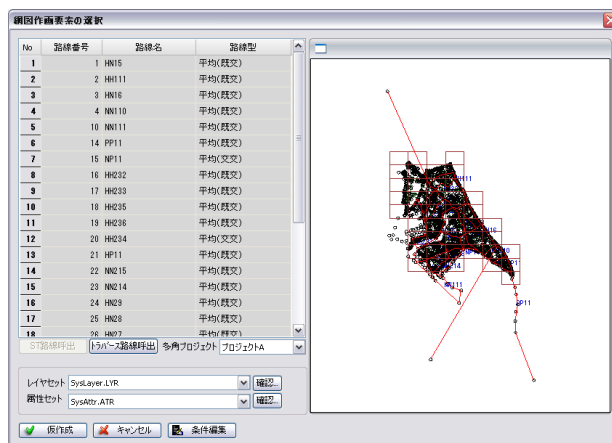 網図作画要素の選択
No 路線番号 路線名 路線型
1 1 HN15 平均(既交)
2 2 HH111 平均(既交)
3 3 HN16 平均(既交)
4 4 NN110 平均(既交)
5 10 NN111 平均(既交)
6 14 PP11 平均(既交)
7 15 NP11 平均(交交)
8 16 HH232 平均(既交)
9 17 HH233 平均(既交)
10 18 HH235 平均(既交)
11 19 HH236 平均(既交)
12 20 HH234 平均(交交)
13 21 HP11 平均(既交)
14 22 NN215 平均(既交)
15 23 NN214 平均(既交)
16 24 HN29 平均(既交)
17 25 HN28 平均(既交)
18 26 HN27 平均(既交)
ST路線呼出 トラバース路線呼出 多角プロジェクト プロジェクトA
レイヤセット SysLayer.LYR 確認...
属性セット SysAttr.ATR 確認...
仮作成 キャンセル 条件編集